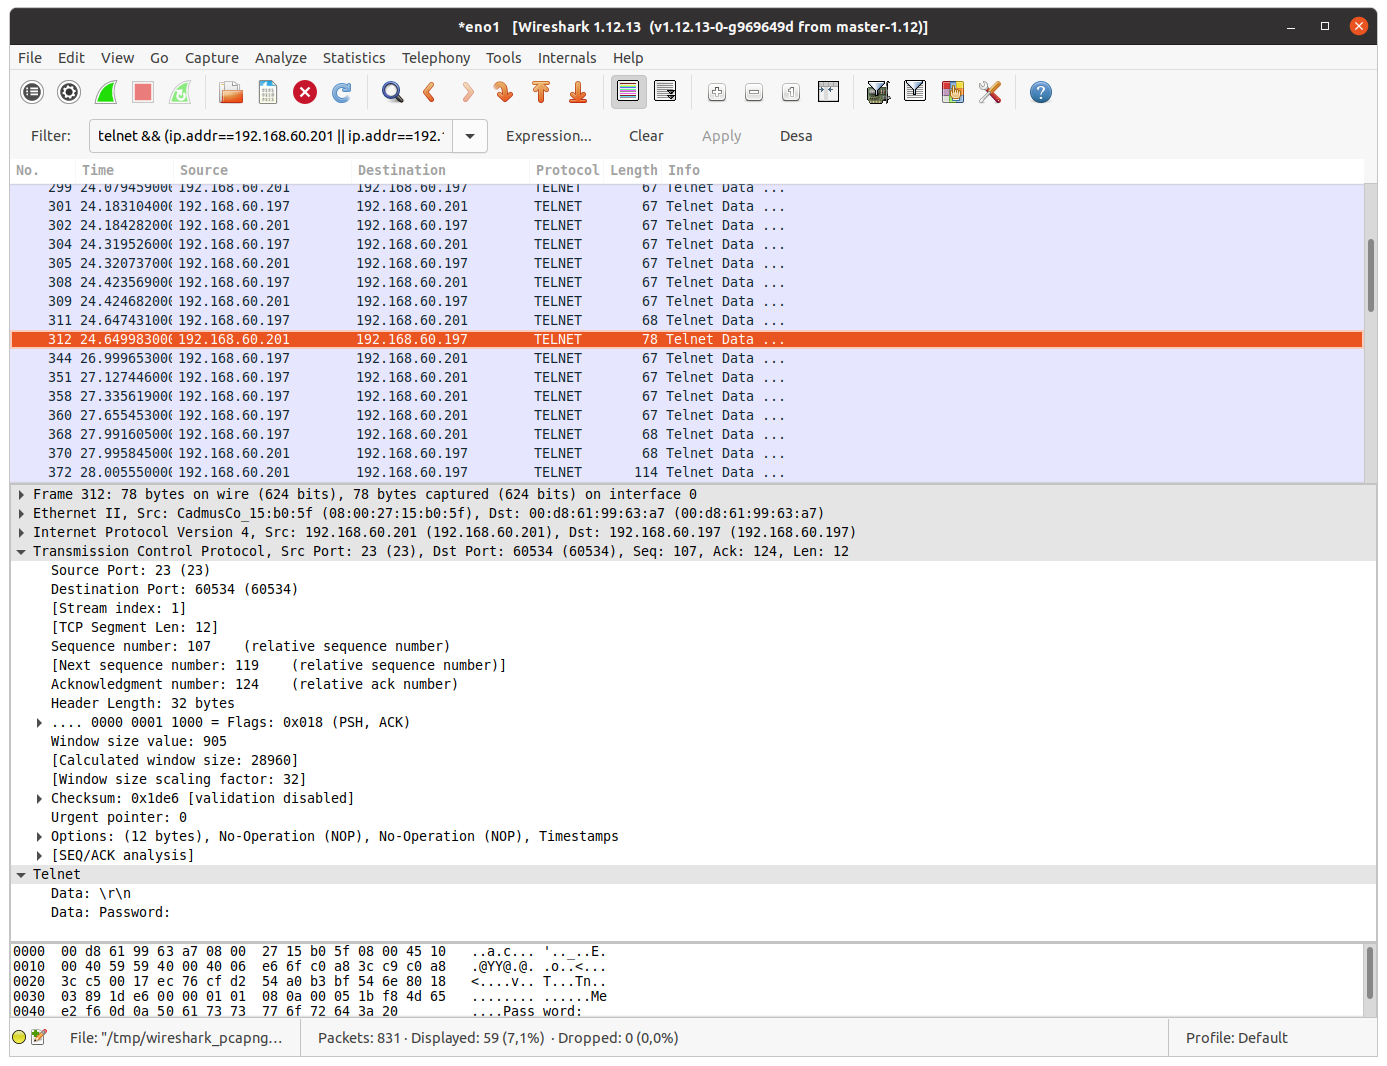 *eno1   [Wireshark 1.12.13  (v1.12.13-0-g969649d from master-1.12)]
File Edit View Go Capture Analyze Statistics Telephony Tools Internals Help
Filter: telnet && (ip.addr==192.168.60.201 || ip.addr==192. Expression... Clear Apply Desa
No. Time Source Destination Protocol Length Info
299 24.079459000 192.168.60.201 192.168.60.197 TELNET 67 Telnet Data ...
301 24.183104000 192.168.60.197 192.168.60.201 TELNET 67 Telnet Data ...
302 24.184282000 192.168.60.201 192.168.60.197 TELNET 67 Telnet Data ...
304 24.319526000 192.168.60.197 192.168.60.201 TELNET 67 Telnet Data ...
305 24.320737000 192.168.60.201 192.168.60.197 TELNET 67 Telnet Data ...
308 24.423569000 192.168.60.197 192.168.60.201 TELNET 67 Telnet Data ...
309 24.424682000 192.168.60.201 192.168.60.197 TELNET 67 Telnet Data ...
311 24.647431000 192.168.60.197 192.168.60.201 TELNET 68 Telnet Data ...
312 24.649983000 192.168.60.201 192.168.60.197 TELNET 78 Telnet Data ...
344 26.999653000 192.168.60.197 192.168.60.201 TELNET 67 Telnet Data ...
351 27.127446000 192.168.60.197 192.168.60.201 TELNET 67 Telnet Data ...
358 27.335619000 192.168.60.197 192.168.60.201 TELNET 67 Telnet Data ...
360 27.655453000 192.168.60.197 192.168.60.201 TELNET 67 Telnet Data ...
368 27.991605000 192.168.60.197 192.168.60.201 TELNET 68 Telnet Data ...
370 27.995845000 192.168.60.201 192.168.60.197 TELNET 68 Telnet Data ...
372 28.005550000 192.168.60.201 192.168.60.197 TELNET 114 Telnet Data ...
Frame 312: 78 bytes on wire (624 bits), 78 bytes captured (624 bits) on interface 0
Ethernet II, Src: CadmusCo_15:b0:5f (08:00:27:15:b0:5f), Dst: 00:d8:61:99:63:a7 (00:d8:61:99:63:a7)
Internet Protocol Version 4, Src: 192.168.60.201 (192.168.60.201), Dst: 192.168.60.197 (192.168.60.197)
Transmission Control Protocol, Src Port: 23 (23), Dst Port: 60534 (60534), Seq: 107, Ack: 124, Len: 12
Source Port: 23 (23)
Destination Port: 60534 (60534)
[Stream index: 1]
[TCP Segment Len: 12]
Sequence number: 107    (relative sequence number)
[Next sequence number: 119    (relative sequence number)]
Acknowledgment number: 124    (relative ack number)
Header Length: 32 bytes
.... 0000 0001 1000 = Flags: 0x018 (PSH, ACK)
Window size value: 905
[Calculated window size: 28960]
[Window size scaling factor: 32]
Checksum: 0x1de6 [validation disabled]
Urgent pointer: 0
Options: (12 bytes), No-Operation (NOP), No-Operation (NOP), Timestamps
[SEQ/ACK analysis]
Telnet
Data: \r\n
Data: Password:
0000  00 d8 61 99 63 a7 08 00  27 15 b0 5f 08 00 45 10   ..a.c... '.._..E.
0010  00 40 59 59 40 00 40 06  e6 6f c0 a8 3c c9 c0 a8   .@YY@.@. .o..<...
0020  3c c5 00 17 ec 76 cf d2  54 a0 b3 bf 54 6e 80 18   <....v.. T...Tn..
0030  03 89 1d e6 00 00 01 01  08 0a 00 05 1b f8 4d 65   ........ ......Me
0040  e2 f6 0d 0a 50 61 73 73  77 6f 72 64 3a 20         ....Pass word:
File: "/tmp/wireshark_pcapng... Packets: 831 · Displayed: 59 (7,1%)  · Dropped: 0 (0,0%) Profile: Default